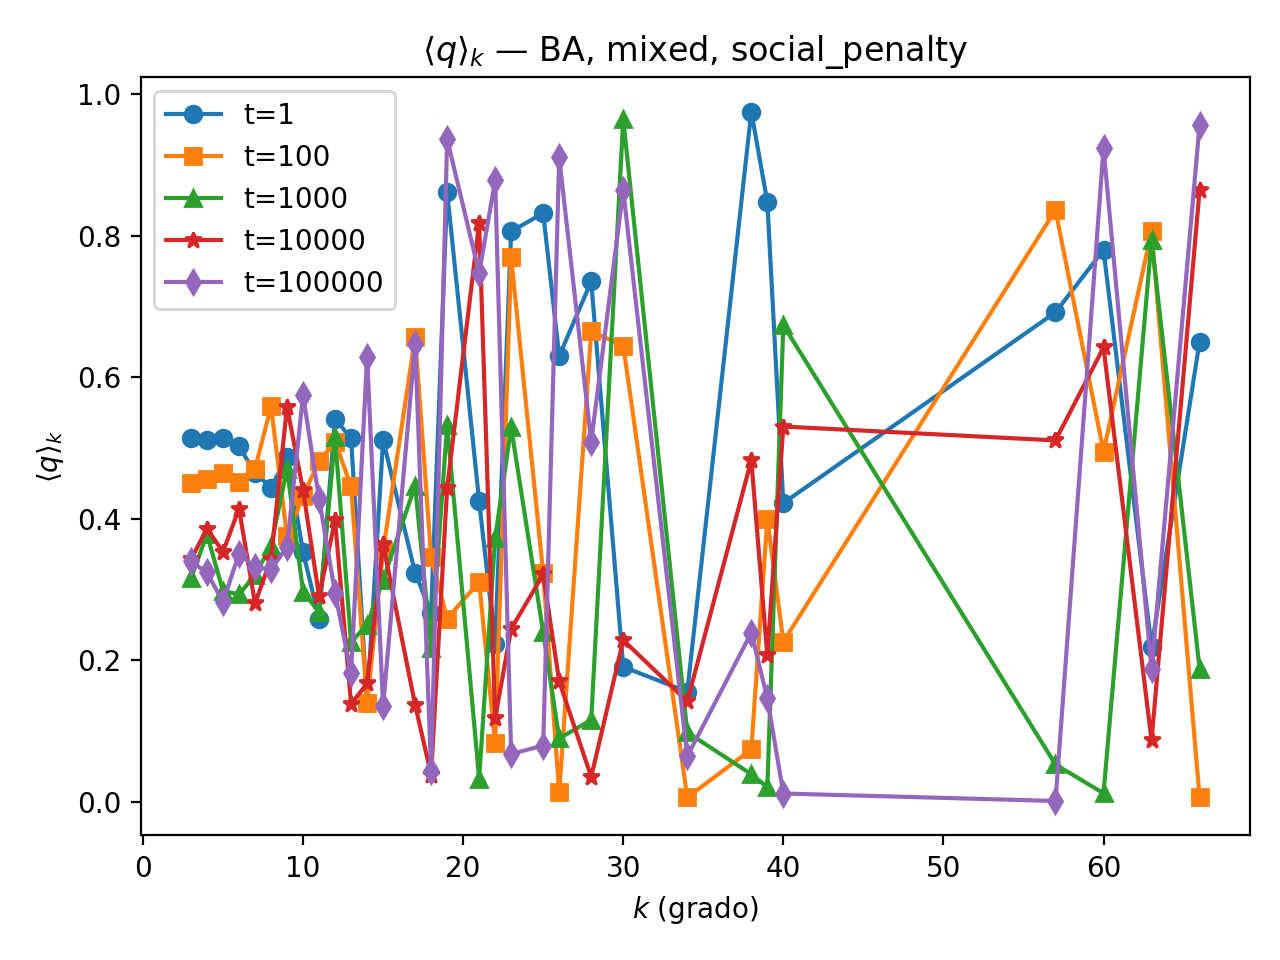 ⟨q⟩k — BA, mixed, social_penalty
t=1
t=100
t=1000
t=10000
t=100000
1.0
0.8
0.6
0.4
0.2
0.0
⟨q⟩k
0 10 20 30 40 50 60
k (grado)